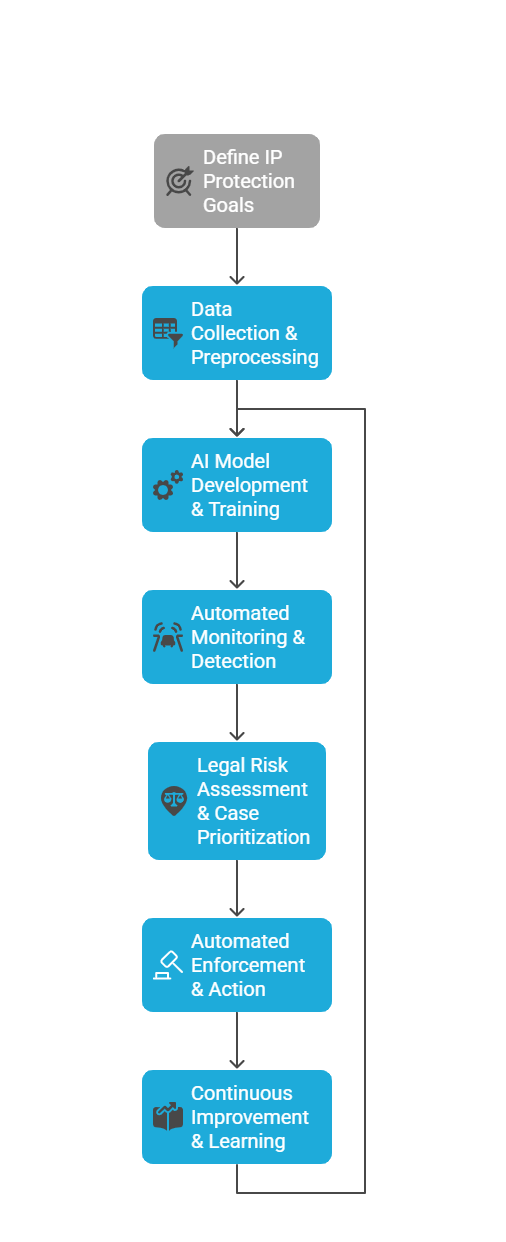 Define IP
Protection
Goals
Data
Collection &
Preprocessing
AI Model
Development
& Training
Automated
Monitoring &
Detection
Legal Risk
Assessment
& Case
Prioritization
Automated
Enforcement
& Action
Continuous
Improvement
& Learning